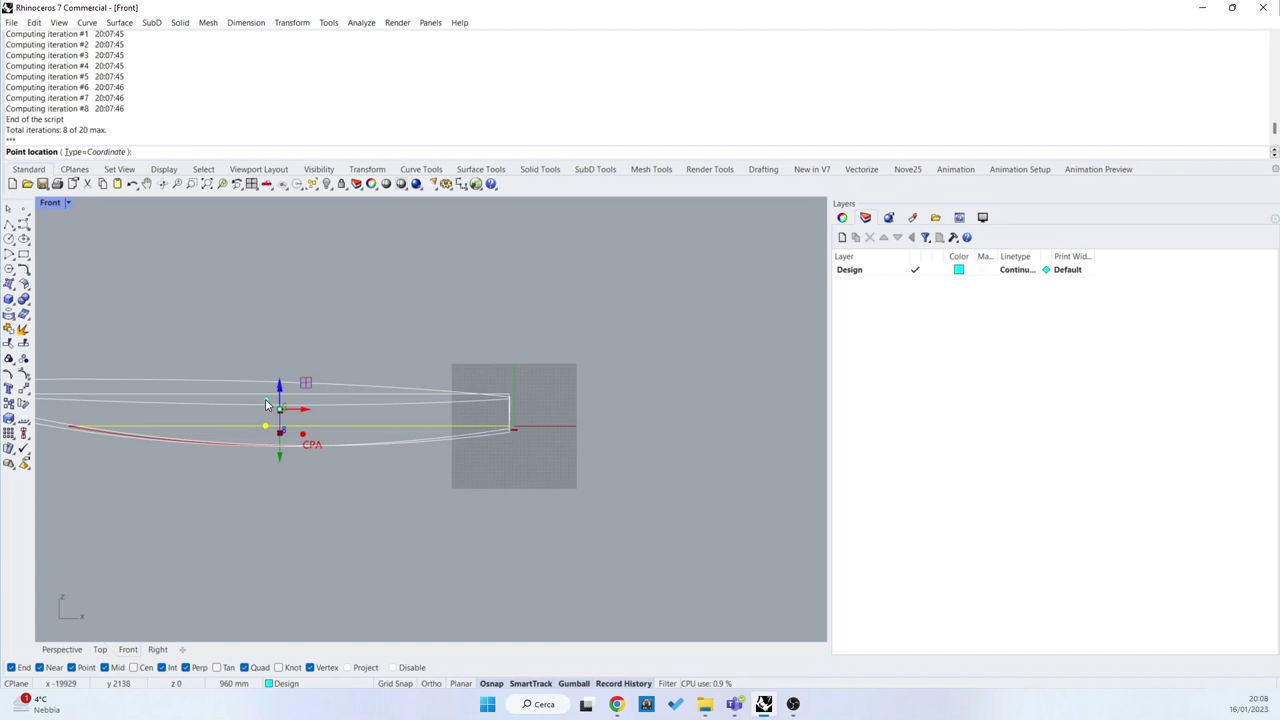 Rhinoceros 7 Commercial - [Front]
File Edit View Curve Surface SubD Solid Mesh Dimension Transform Tools Analyze Render Panels Help
Computing iteration #1 20:07:45
Computing iteration #2 20:07:45
Computing iteration #3 20:07:45
Computing iteration #4 20:07:45
Computing iteration #5 20:07:45
Computing iteration #6 20:07:46
Computing iteration #7 20:07:46
Computing iteration #8 20:07:46
End of the script
Total iterations: 8 of 20 max.
***
Point location ( Type=Coordinate ):
Standard CPlanes Set View Display Select Viewport Layout Visibility Transform Curve Tools Surface Tools Solid Tools SubD Tools Mesh Tools Render Tools Drafting New in V7 Vectorize Nove25 Animation Animation Setup Animation Preview
Front
Layers
Layer Color Ma... Linetype Print Wid...
Design Continu... Default
CPA
z
x
Perspective Top Front Right
End Near Point Mid Cen Int Perp Tan Quad Knot Vertex Project Disable
CPlane x -19929 y 2138 z 0 960 mm Design Grid Snap Ortho Planar Osnap SmartTrack Gumball Record History Filter CPU use: 0.9 %
1
4°C
Nebbia
Cerca
20:08
16/01/2023